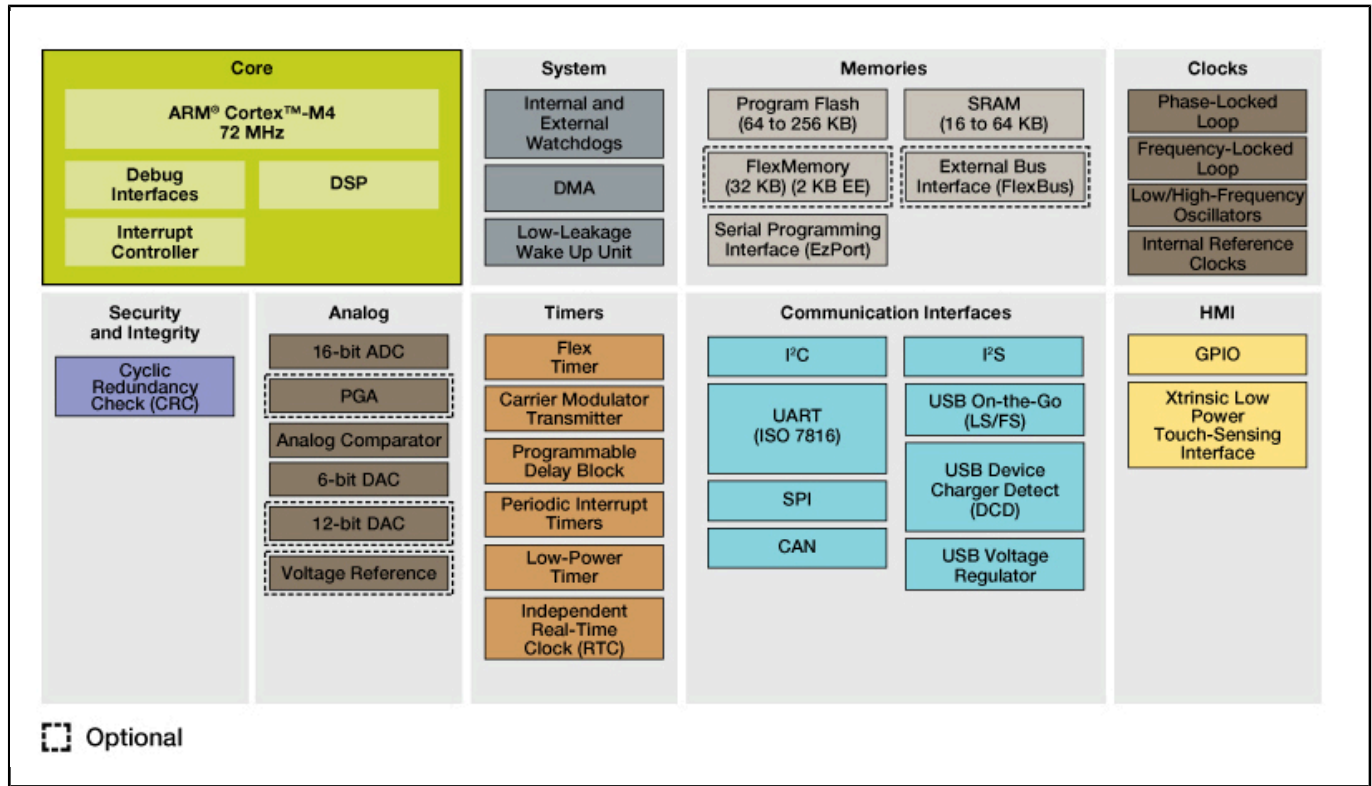 Core
ARM® Cortex™-M4
72 MHz
Debug
Interfaces
DSP
Interrupt
Controller
System
Internal and
External
Watchdogs
DMA
Low-Leakage
Wake Up Unit
Memories
Program Flash
(64 to 256 KB)
SRAM
(16 to 64 KB)
FlexMemory
(32 KB) (2 KB EE)
External Bus
Interface (FlexBus)
Serial Programming
Interface (EzPort)
Clocks
Phase-Locked
Loop
Frequency-Locked
Loop
Low/High-Frequency
Oscillators
Internal Reference
Clocks
Security
and Integrity
Cyclic
Redundancy
Check (CRC)
Analog
16-bit ADC
PGA
Analog Comparator
6-bit DAC
12-bit DAC
Voltage Reference
Timers
Flex
Timer
Carrier Modulator
Transmitter
Programmable
Delay Block
Periodic Interrupt
Timers
Low-Power
Timer
Independent
Real-Time
Clock (RTC)
Communication Interfaces
I²C
UART
(ISO 7816)
SPI
CAN
I²S
USB On-the-Go
(LS/FS)
USB Device
Charger Detect
(DCD)
USB Voltage
Regulator
HMI
GPIO
Xtrinsic Low
Power
Touch-Sensing
Interface
Optional